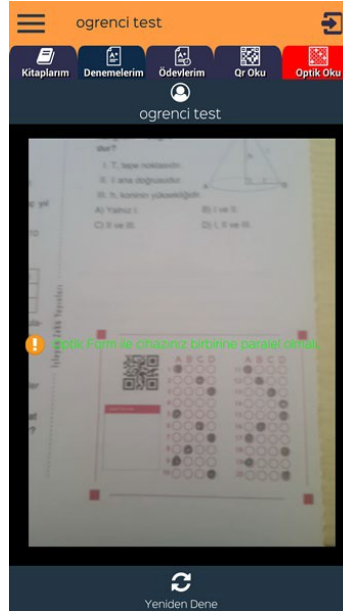 ogrenci test
Kitaplarım
Denemelerim
Ödevlerim
Qr Oku
Optik Oku
ogrenci test
dur?
I. T, tepe noktasıdır.
II. ana doğrusudur.
III. h, koninin yüksekliğidir.
A) Yalnız I.
B) I ve II.
C) II ve III.
D) I, II ve III.
Optik Form ile cihazınız birbirine paralel olmalı
A B C D
A B C D
Yeniden Dene